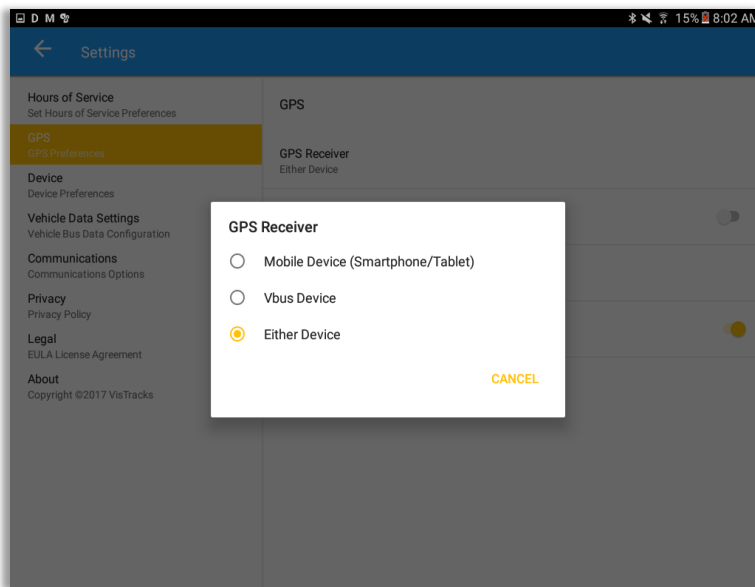 D M
15% 8:02 AM
Settings
Hours of Service
Set Hours of Service Preferences
GPS
GPS Preferences
Device
Device Preferences
Vehicle Data Settings
Vehicle Bus Data Configuration
Communications
Communications Options
Privacy
Privacy Policy
Legal
EULA License Agreement
About
Copyright ©2017 VisTracks
GPS
GPS Receiver
Either Device
GPS Receiver
Mobile Device (Smartphone/Tablet)
Vbus Device
Either Device
CANCEL